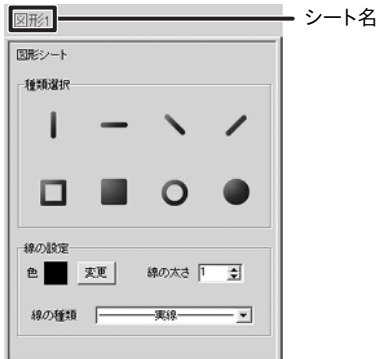 図形1
シート名
図形シート
種類選択
線の設定
色 変更 線の太さ 1
線の種類 実線